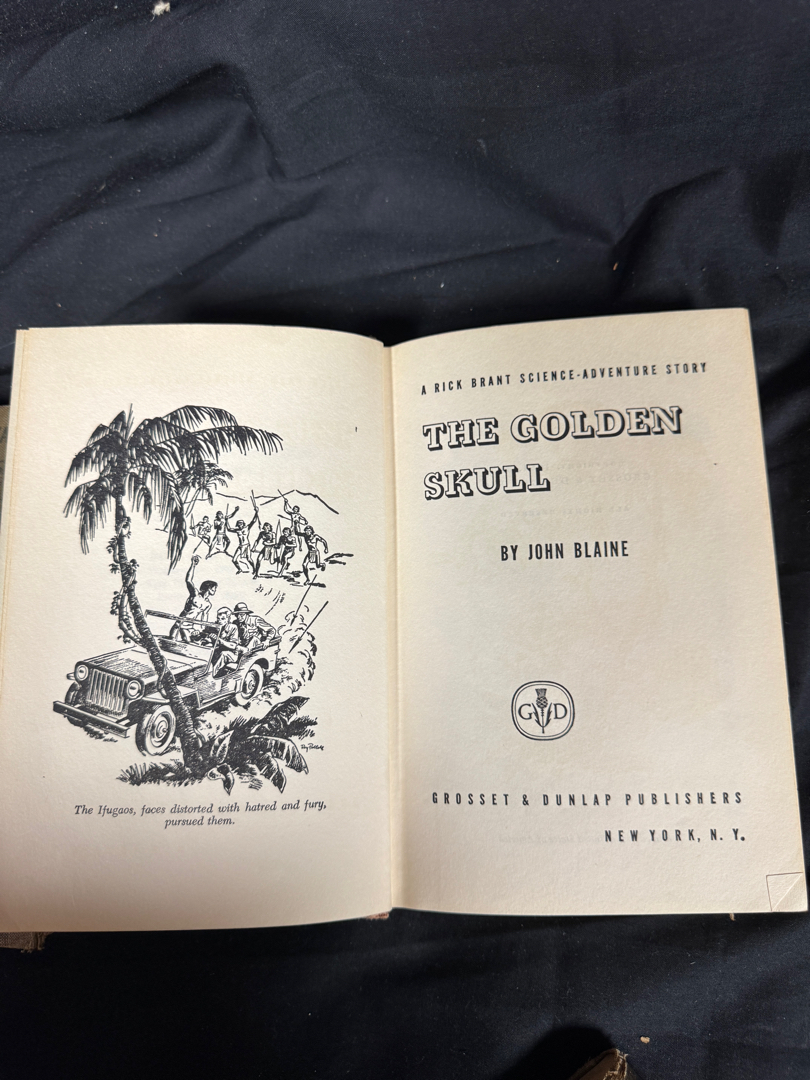 The Ifugaos, faces distorted with hatred and fury,
pursued them.
A RICK BRANT SCIENCE-ADVENTURE STORY
THE GOLDEN
SKULL
BY JOHN BLAINE
G D
GROSSET & DUNLAP PUBLISHERS
NEW YORK, N. Y.